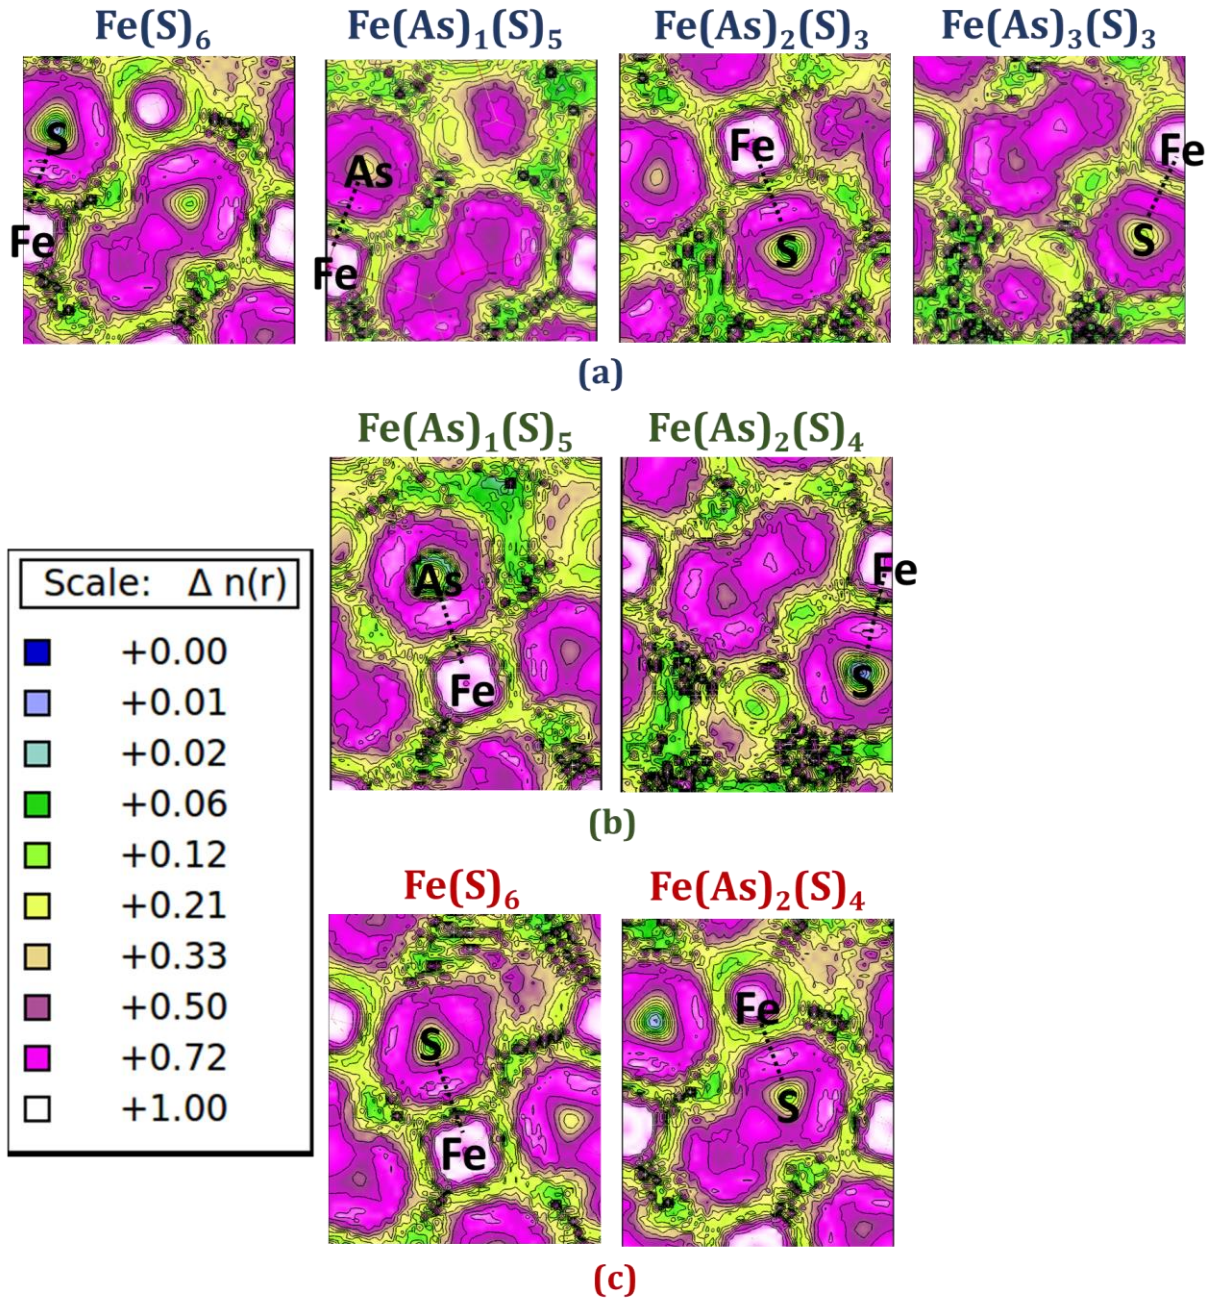 Fe(S)₆ Fe(As)₁(S)₅ Fe(As)₂(S)₃ Fe(As)₃(S)₃
S
Fe
As
Fe
Fe
S
Fe
S
(a)
Fe(As)₁(S)₅ Fe(As)₂(S)₄
As
Fe
Fe
S
(b)
Scale: Δ n(r)
+0.00
+0.01
+0.02
+0.06
+0.12
+0.21
+0.33
+0.50
+0.72
+1.00
Fe(S)₆ Fe(As)₂(S)₄
S
Fe
Fe
S
(c)